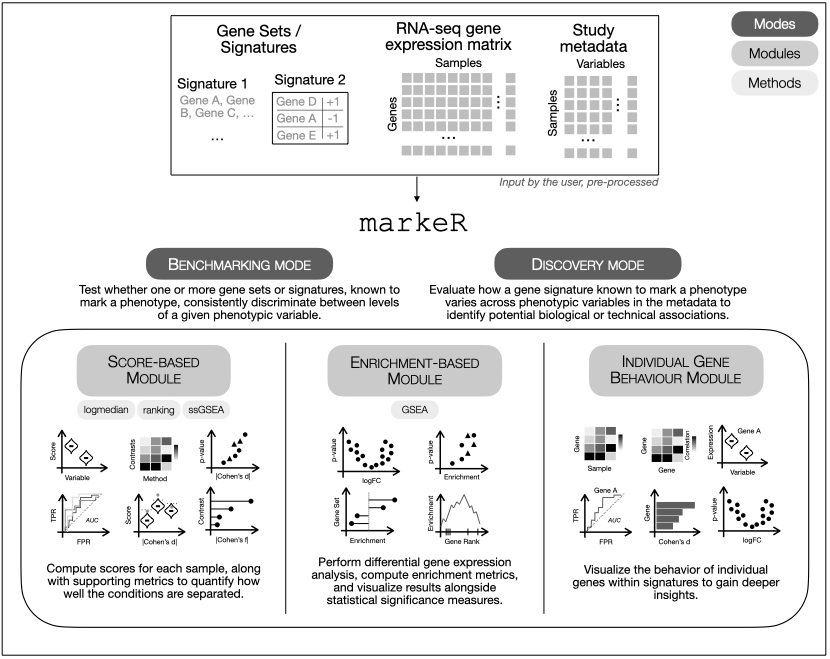 Modes
Modules
Methods
Gene Sets /
Signatures
RNA-seq gene
expression matrix
Study
metadata
Signature 1
Gene A, Gene
B, Gene C, ...
...
Signature 2
Gene D +1
Gene A -1
Gene E +1
Samples
Genes
...
...
Variables
Samples
...
...
Input by the user, pre-processed
markeR
BENCHMARKING MODE
Test whether one or more gene sets or signatures, known to
mark a phenotype, consistently discriminate between levels
of a given phenotypic variable.
DISCOVERY MODE
Evaluate how a gene signature known to mark a phenotype
varies across phenotypic variables in the metadata to
identify potential biological or technical associations.
SCORE-BASED
MODULE
logmedian
ranking
ssGSEA
Score
Variable
Contrasts
Method
p-value
|Cohen's d|
TPR
AUC
FPR
Score
|Cohen's d|
Contrast
|Cohen's f|
Compute scores for each sample, along
with supporting metrics to quantify how
well the conditions are separated.
ENRICHMENT-BASED
MODULE
GSEA
p-value
logFC
p-value
Enrichment
Gene Set
Enrichment
Enrichment
Gene Rank
Perform differential gene expression
analysis, compute enrichment metrics,
and visualize results alongside
statistical significance measures.
INDIVIDUAL GENE
BEHAVIOUR MODULE
Gene
Sample
Gene
Correlation
Gene
Expression
Gene A
Variable
TPR
Gene A
AUC
FPR
Gene
Cohen's d
p-value
logFC
Visualize the behavior of individual
genes within signatures to gain deeper
insights.